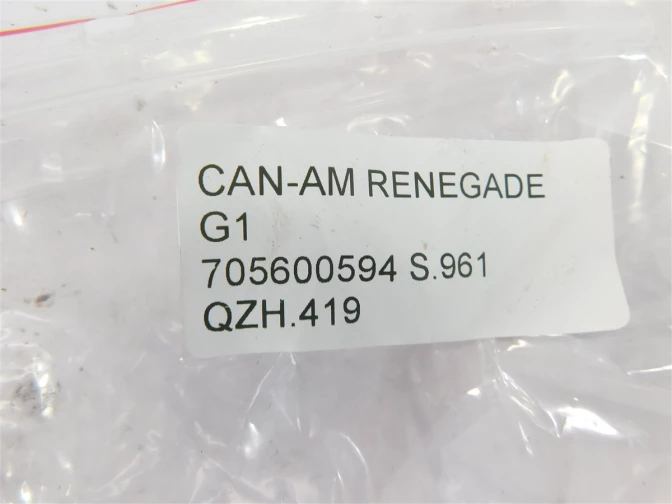 CAN-AM RENEGADE
G1
705600594 S.961
QZH.419